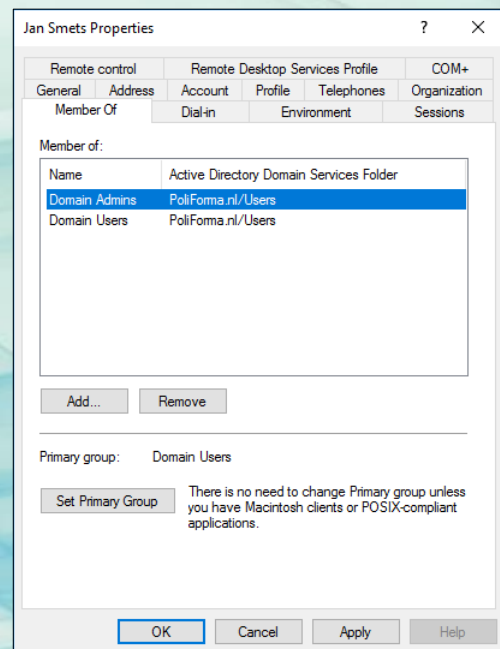 Jan Smets Properties ?
Remote control Remote Desktop Services Profile COM+
General Address Account Profile Telephones Organization
Member Of Dial-in Environment Sessions
Member of:
Name Active Directory Domain Services Folder
Domain Admins PoliForma.nl/Users
Domain Users PoliForma.nl/Users
Add... Remove
Primary group: Domain Users
Set Primary Group
There is no need to change Primary group unless
you have Macintosh clients or POSIX-compliant
applications.
OK Cancel Apply Help